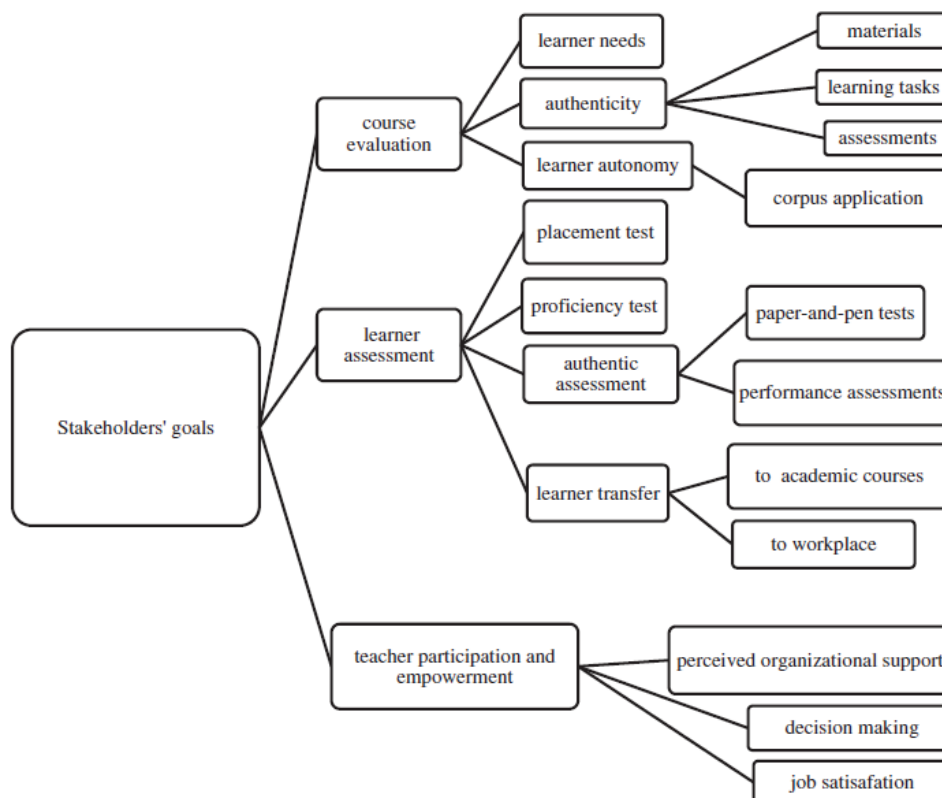 Stakeholders' goals
course
evaluation
learner needs
authenticity
materials
learning tasks
assessments
learner autonomy
corpus application
learner
assessment
placement test
proficiency test
authentic
assessment
paper-and-pen tests
performance assessments
learner transfer
to academic courses
to workplace
teacher participation and
empowerment
perceived organizational support
decision making
job satisafation